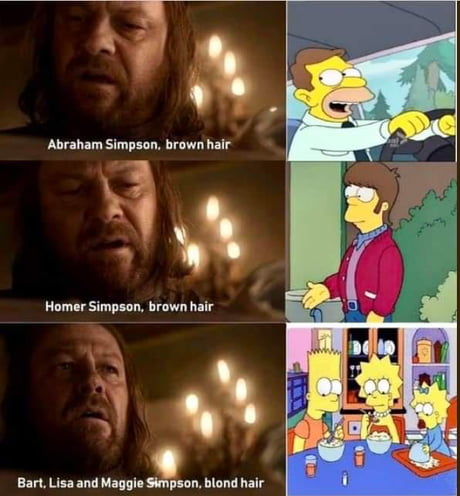 Abraham Simpson, brown hair
Homer Simpson, brown hair
Bart, Lisa and Maggie Simpson, blond hair